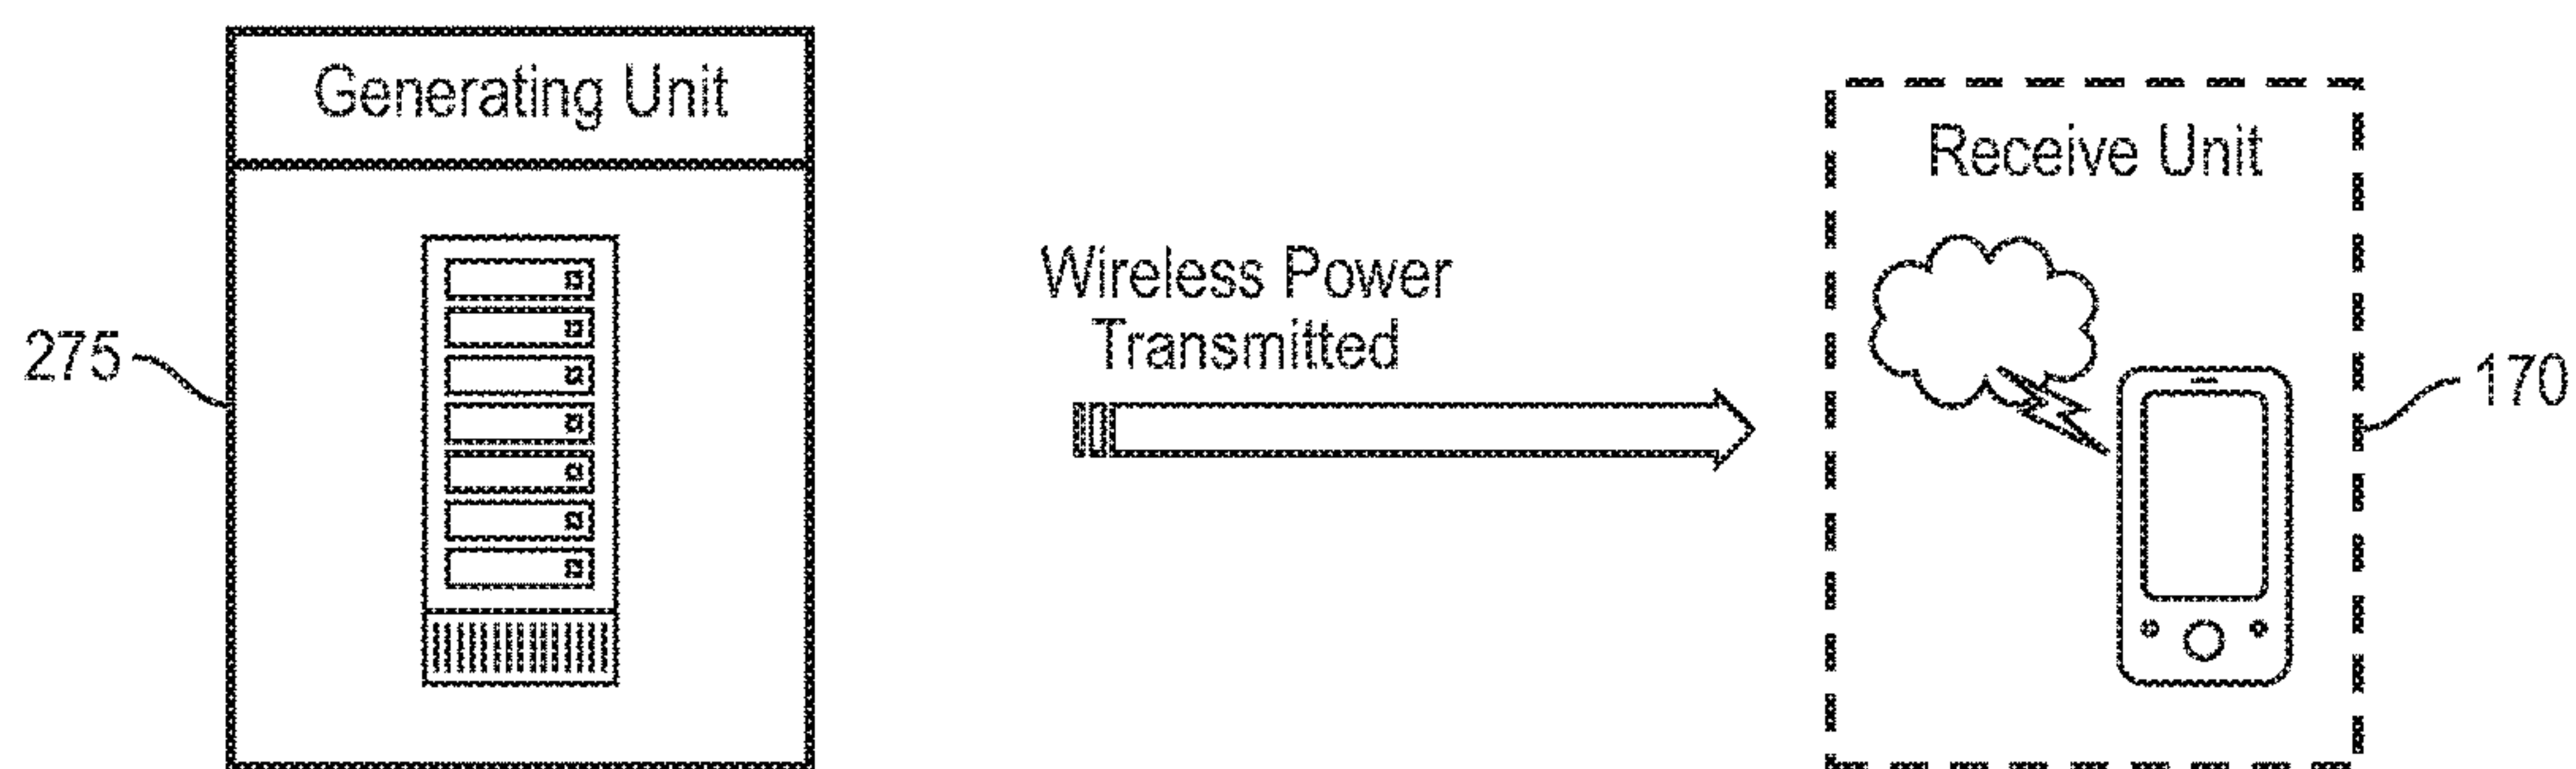 Generating Unit
Receive Unit
Wireless Power
Transmitted
275
170